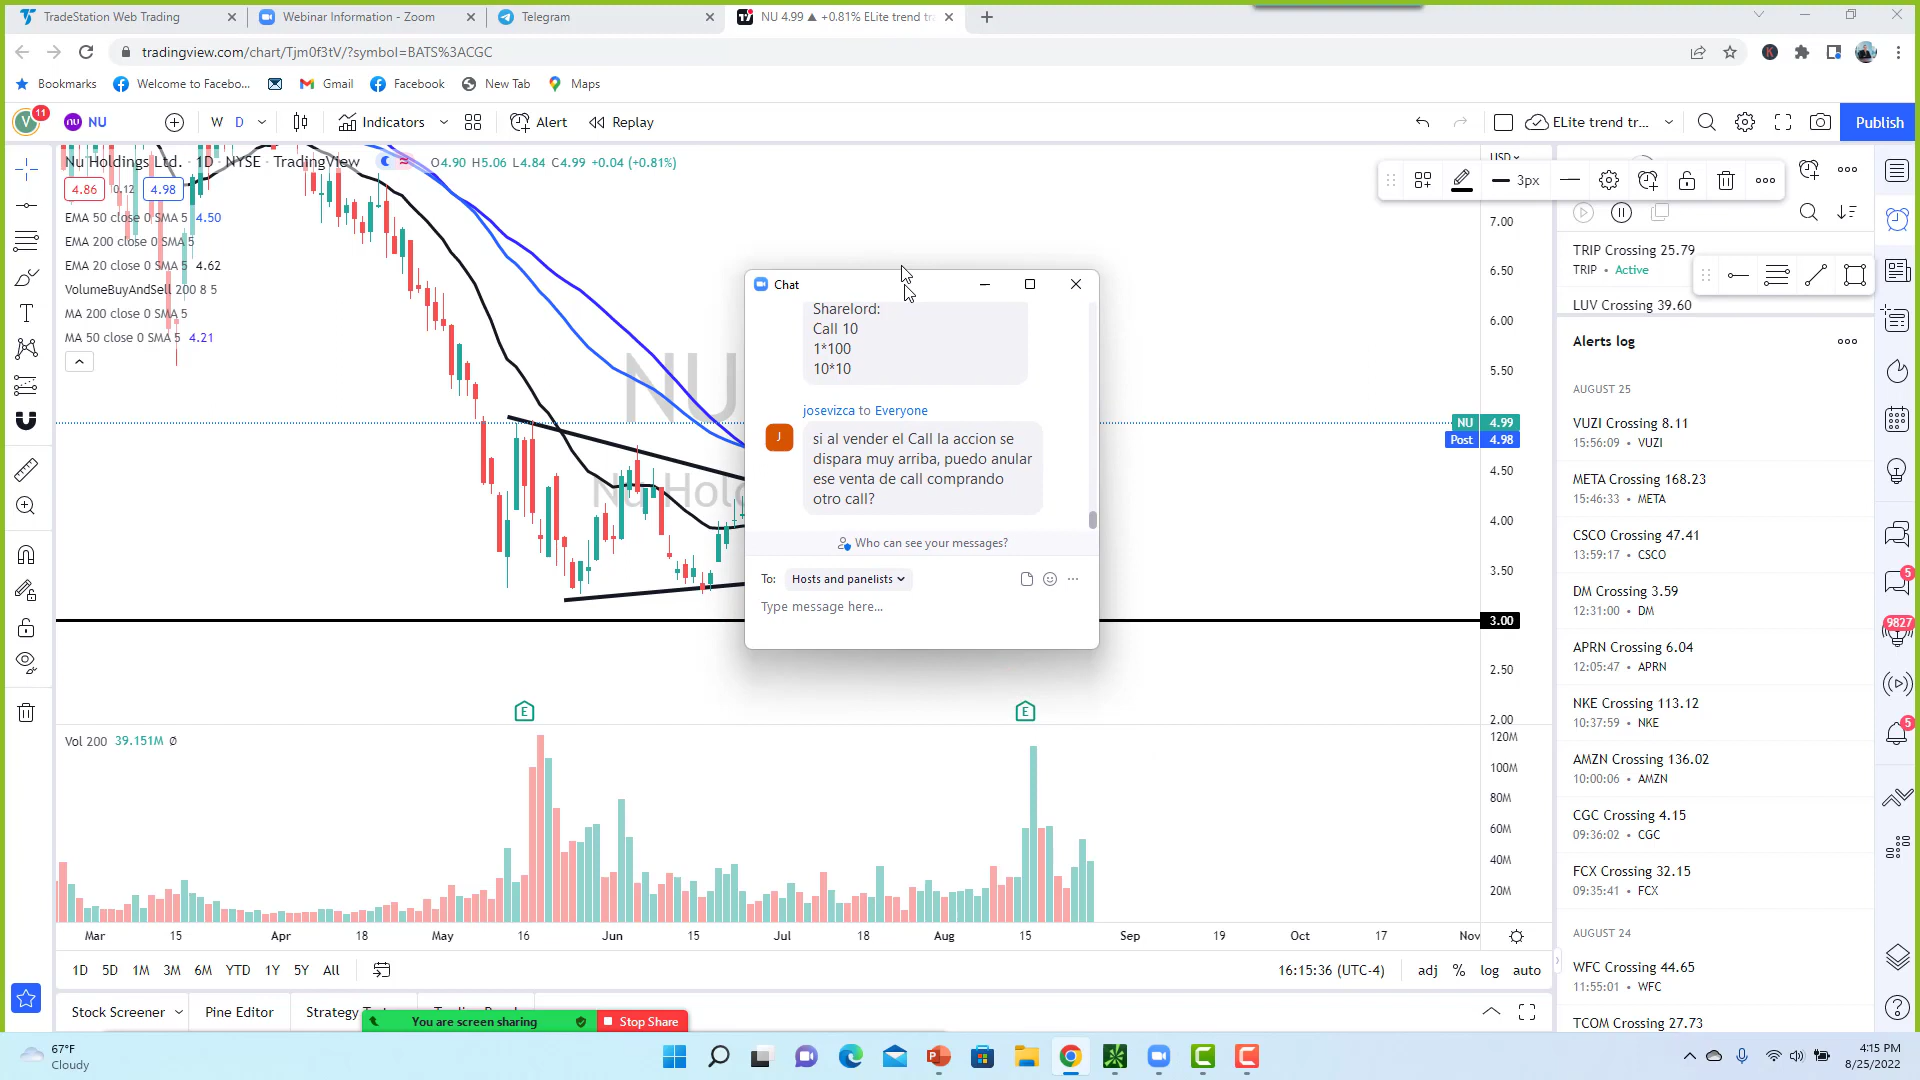 TradeStation Web Trading
Webinar Information - Zoom
Telegram
NU 4.99 ▲ +0.81% ELite trend tr
tradingview.com/chart/Tjm0f3tV/?symbol=BATS%3ACGC
Bookmarks
Welcome to Facebo...
Gmail
Facebook
New Tab
Maps
V
11
nu
NU
W
D
Indicators
Alert
Replay
ELite trend tr...
Publish
Nu Holdings Ltd. · 1D · NYSE · TradingView
O4.90 H5.06 L4.84 C4.99 +0.04 (+0.81%)
4.86
0.12
4.98
EMA 50 close 0 SMA 5 4.50
EMA 200 close 0 SMA 5
EMA 20 close 0 SMA 5 4.62
VolumeBuyAndSell 200 8 5
MA 200 close 0 SMA 5
MA 50 close 0 SMA 5 4.21
NU
Nu Hold
3px
USD
7.00
6.50
6.00
5.50
NU 4.99
Post 4.98
4.50
4.00
3.50
3.00
2.50
2.00
Chat
Sharelord:
Call 10
1*100
10*10
josevizca to Everyone
J
si al vender el Call la accion se
dispara muy arriba, puedo anular
ese venta de call comprando
otro call?
Who can see your messages?
To: Hosts and panelists
Type message here...
E
E
Vol 200 39.151M Ø
120M
100M
80M
60M
40M
20M
Mar 15 Apr 18 May 16 Jun 15 Jul 18 Aug 15 Sep 19 Oct 17 Nov
1D 5D 1M 3M 6M YTD 1Y 5Y All
16:15:36 (UTC-4)
adj % log auto
Stock Screener
Pine Editor
Strategy
You are screen sharing
Stop Share
TRIP Crossing 25.79
TRIP • Active
LUV Crossing 39.60
Alerts log
AUGUST 25
VUZI Crossing 8.11
15:56:09 • VUZI
META Crossing 168.23
15:46:33 • META
CSCO Crossing 47.41
13:59:17 • CSCO
DM Crossing 3.59
12:31:00 • DM
APRN Crossing 6.04
12:05:47 • APRN
NKE Crossing 113.12
10:37:59 • NKE
AMZN Crossing 136.02
10:00:06 • AMZN
CGC Crossing 4.15
09:36:02 • CGC
FCX Crossing 32.15
09:35:41 • FCX
AUGUST 24
WFC Crossing 44.65
11:55:01 • WFC
TCOM Crossing 27.73
5
9827
5
67°F
Cloudy
4:15 PM
8/25/2022